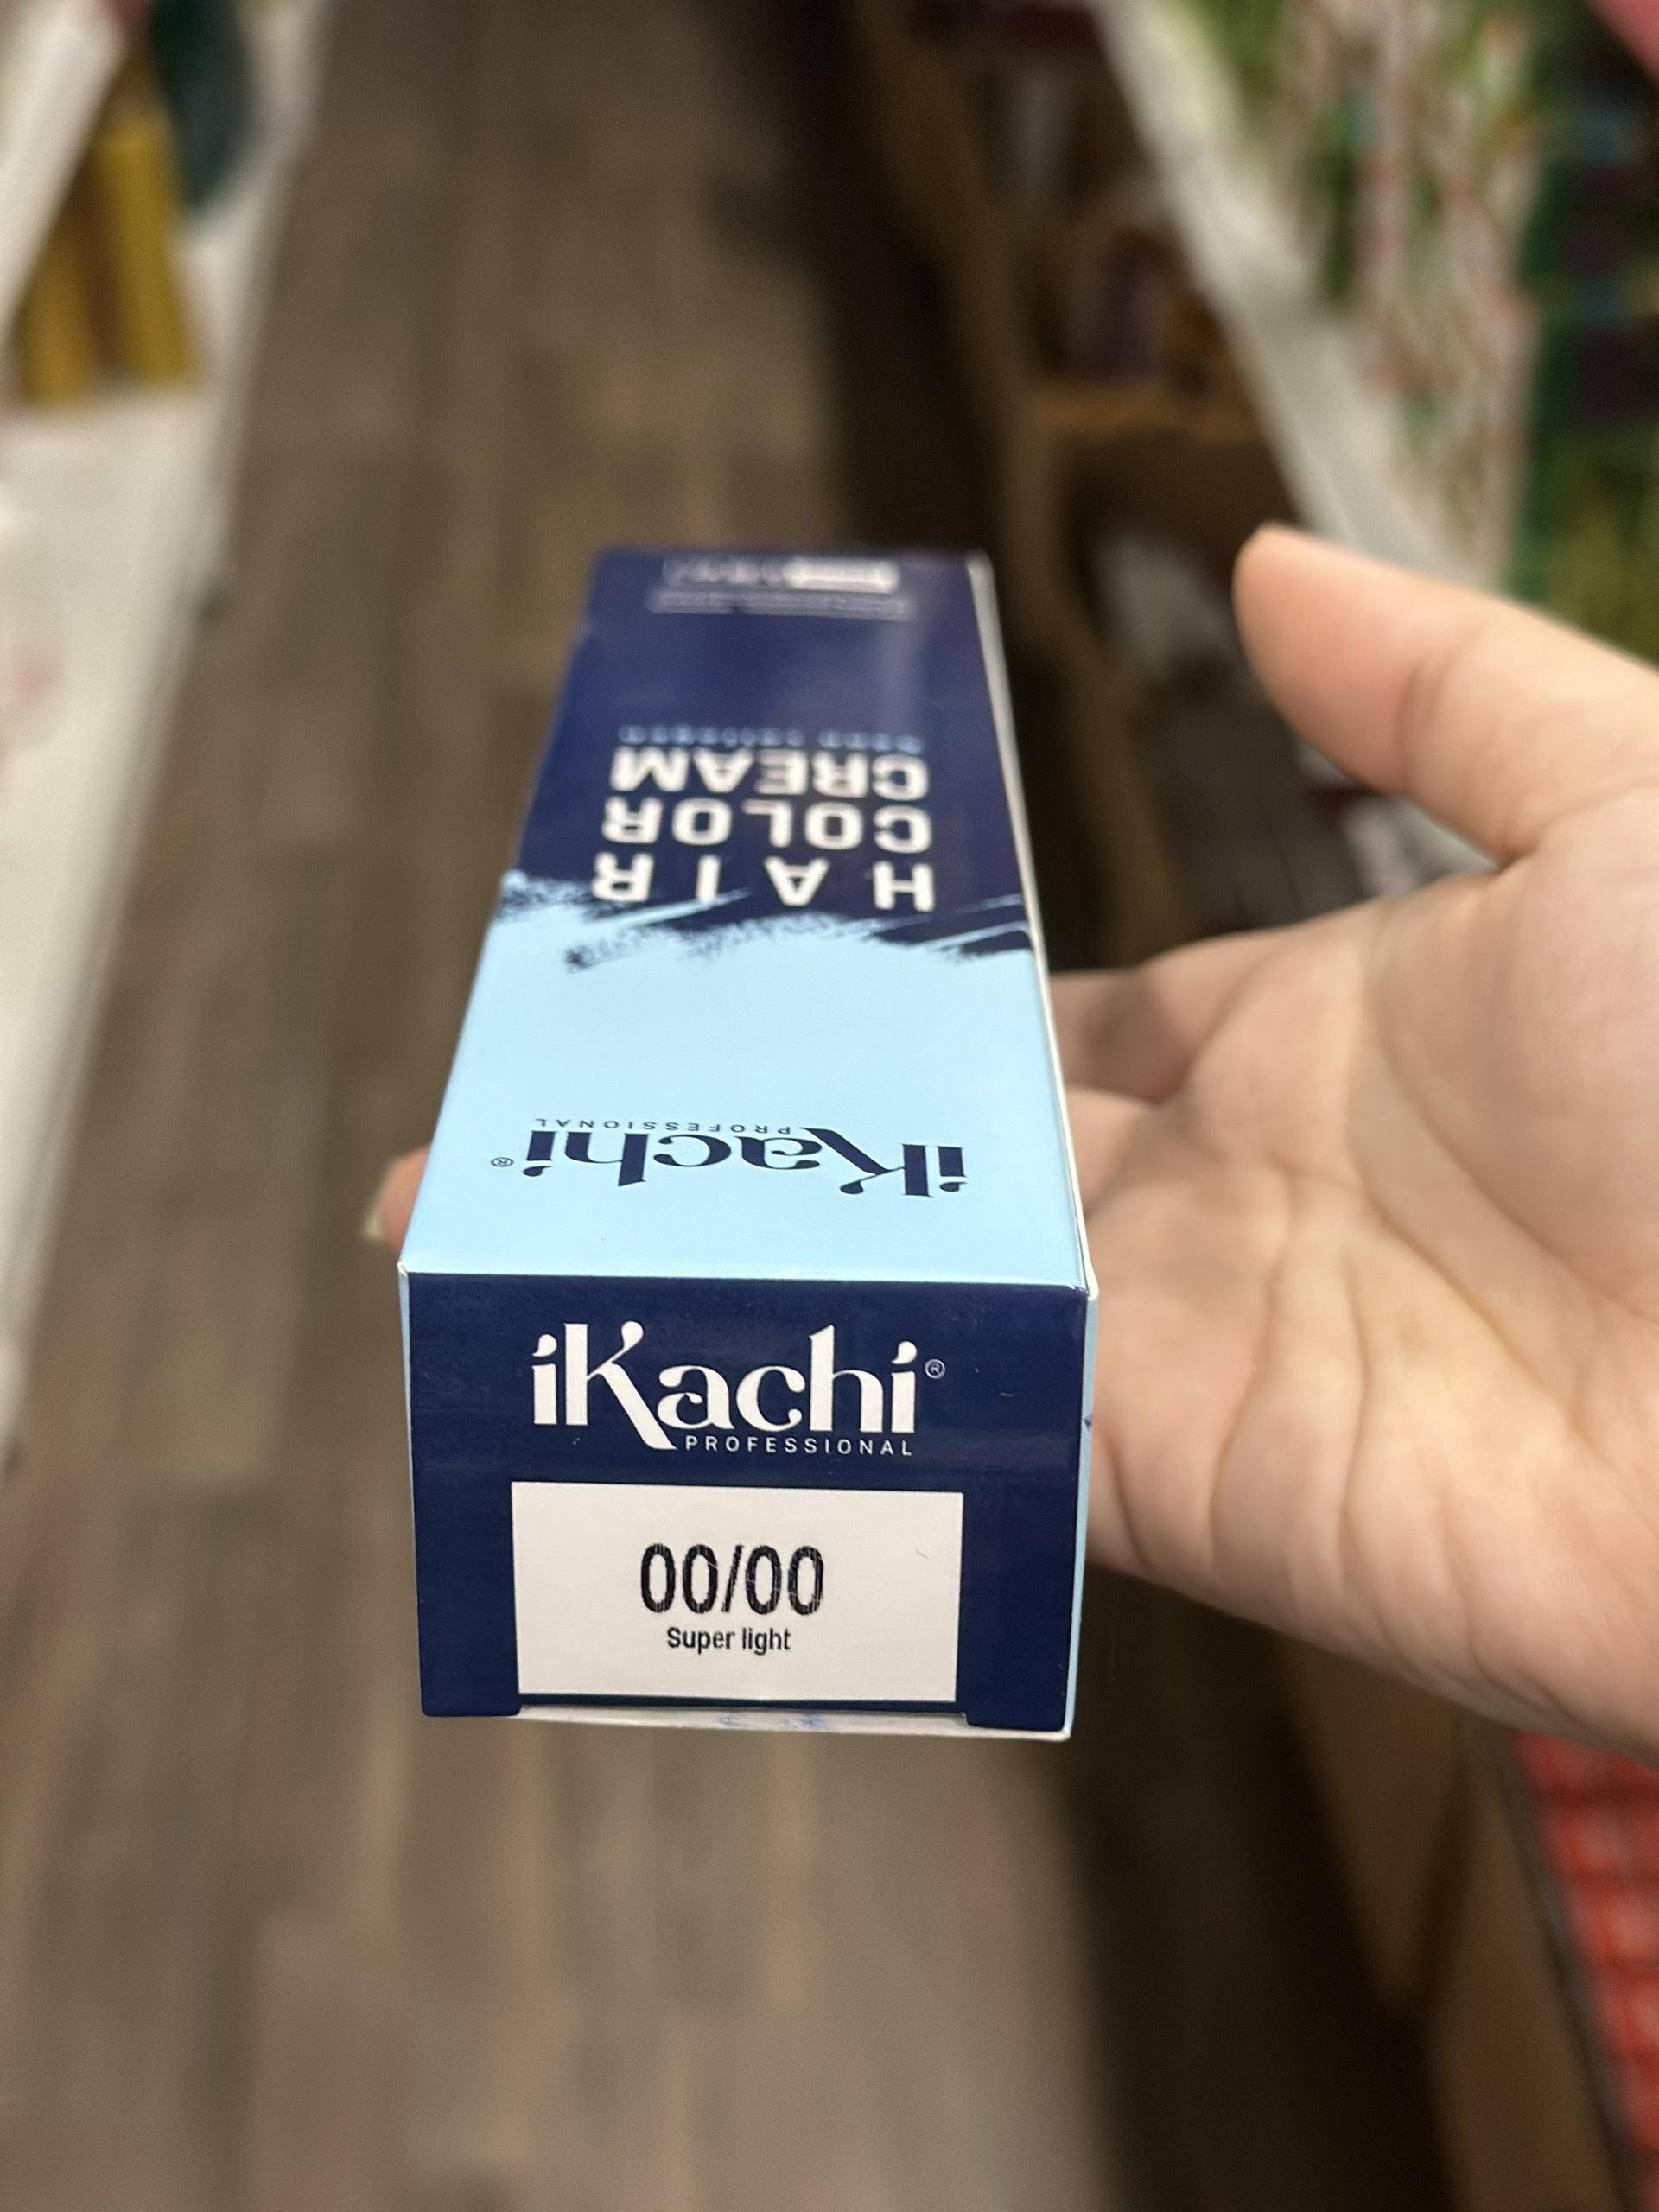 HAIR
COLOR
CREAM
iKachi®
PROFESSIONAL
iKachi®
PROFESSIONAL
00/00
Super light